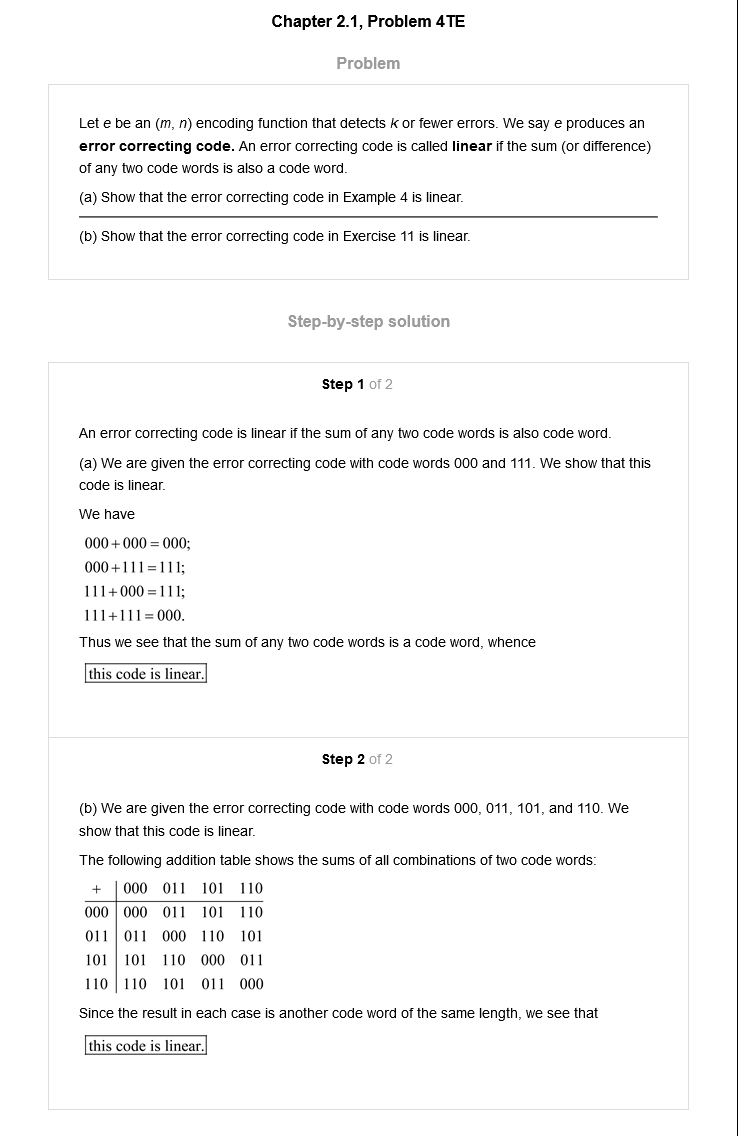 Chapter 2.1, Problem 4TE
Problem
Let e be an (m, n) encoding function that detects k or fewer errors. We say e produces an
error correcting code. An error correcting code is called linear if the sum (or difference)
of any two code words is also a code word.
(a) Show that the error correcting code in Example 4 is linear.
(b) Show that the error correcting code in Exercise 11 is linear.
Step-by-step solution
Step 1 of 2
An error correcting code is linear if the sum of any two code words is also code word.
(a) We are given the error correcting code with code words 000 and 111. We show that this
code is linear.
We have
000+000=000;
000+111=111;
111+000=111;
111+111=000.
Thus we see that the sum of any two code words is a code word, whence
this code is linear.
Step 2 of 2
(b) We are given the error correcting code with code words 000, 011, 101, and 110. We
show that this code is linear.
The following addition table shows the sums of all combinations of two code words:
+ 000 011 101 110
000 000 011 101 110
011 011 000 110 101
101 101 110 000 011
110 110 101 011 000
Since the result in each case is another code word of the same length, we see that
this code is linear.